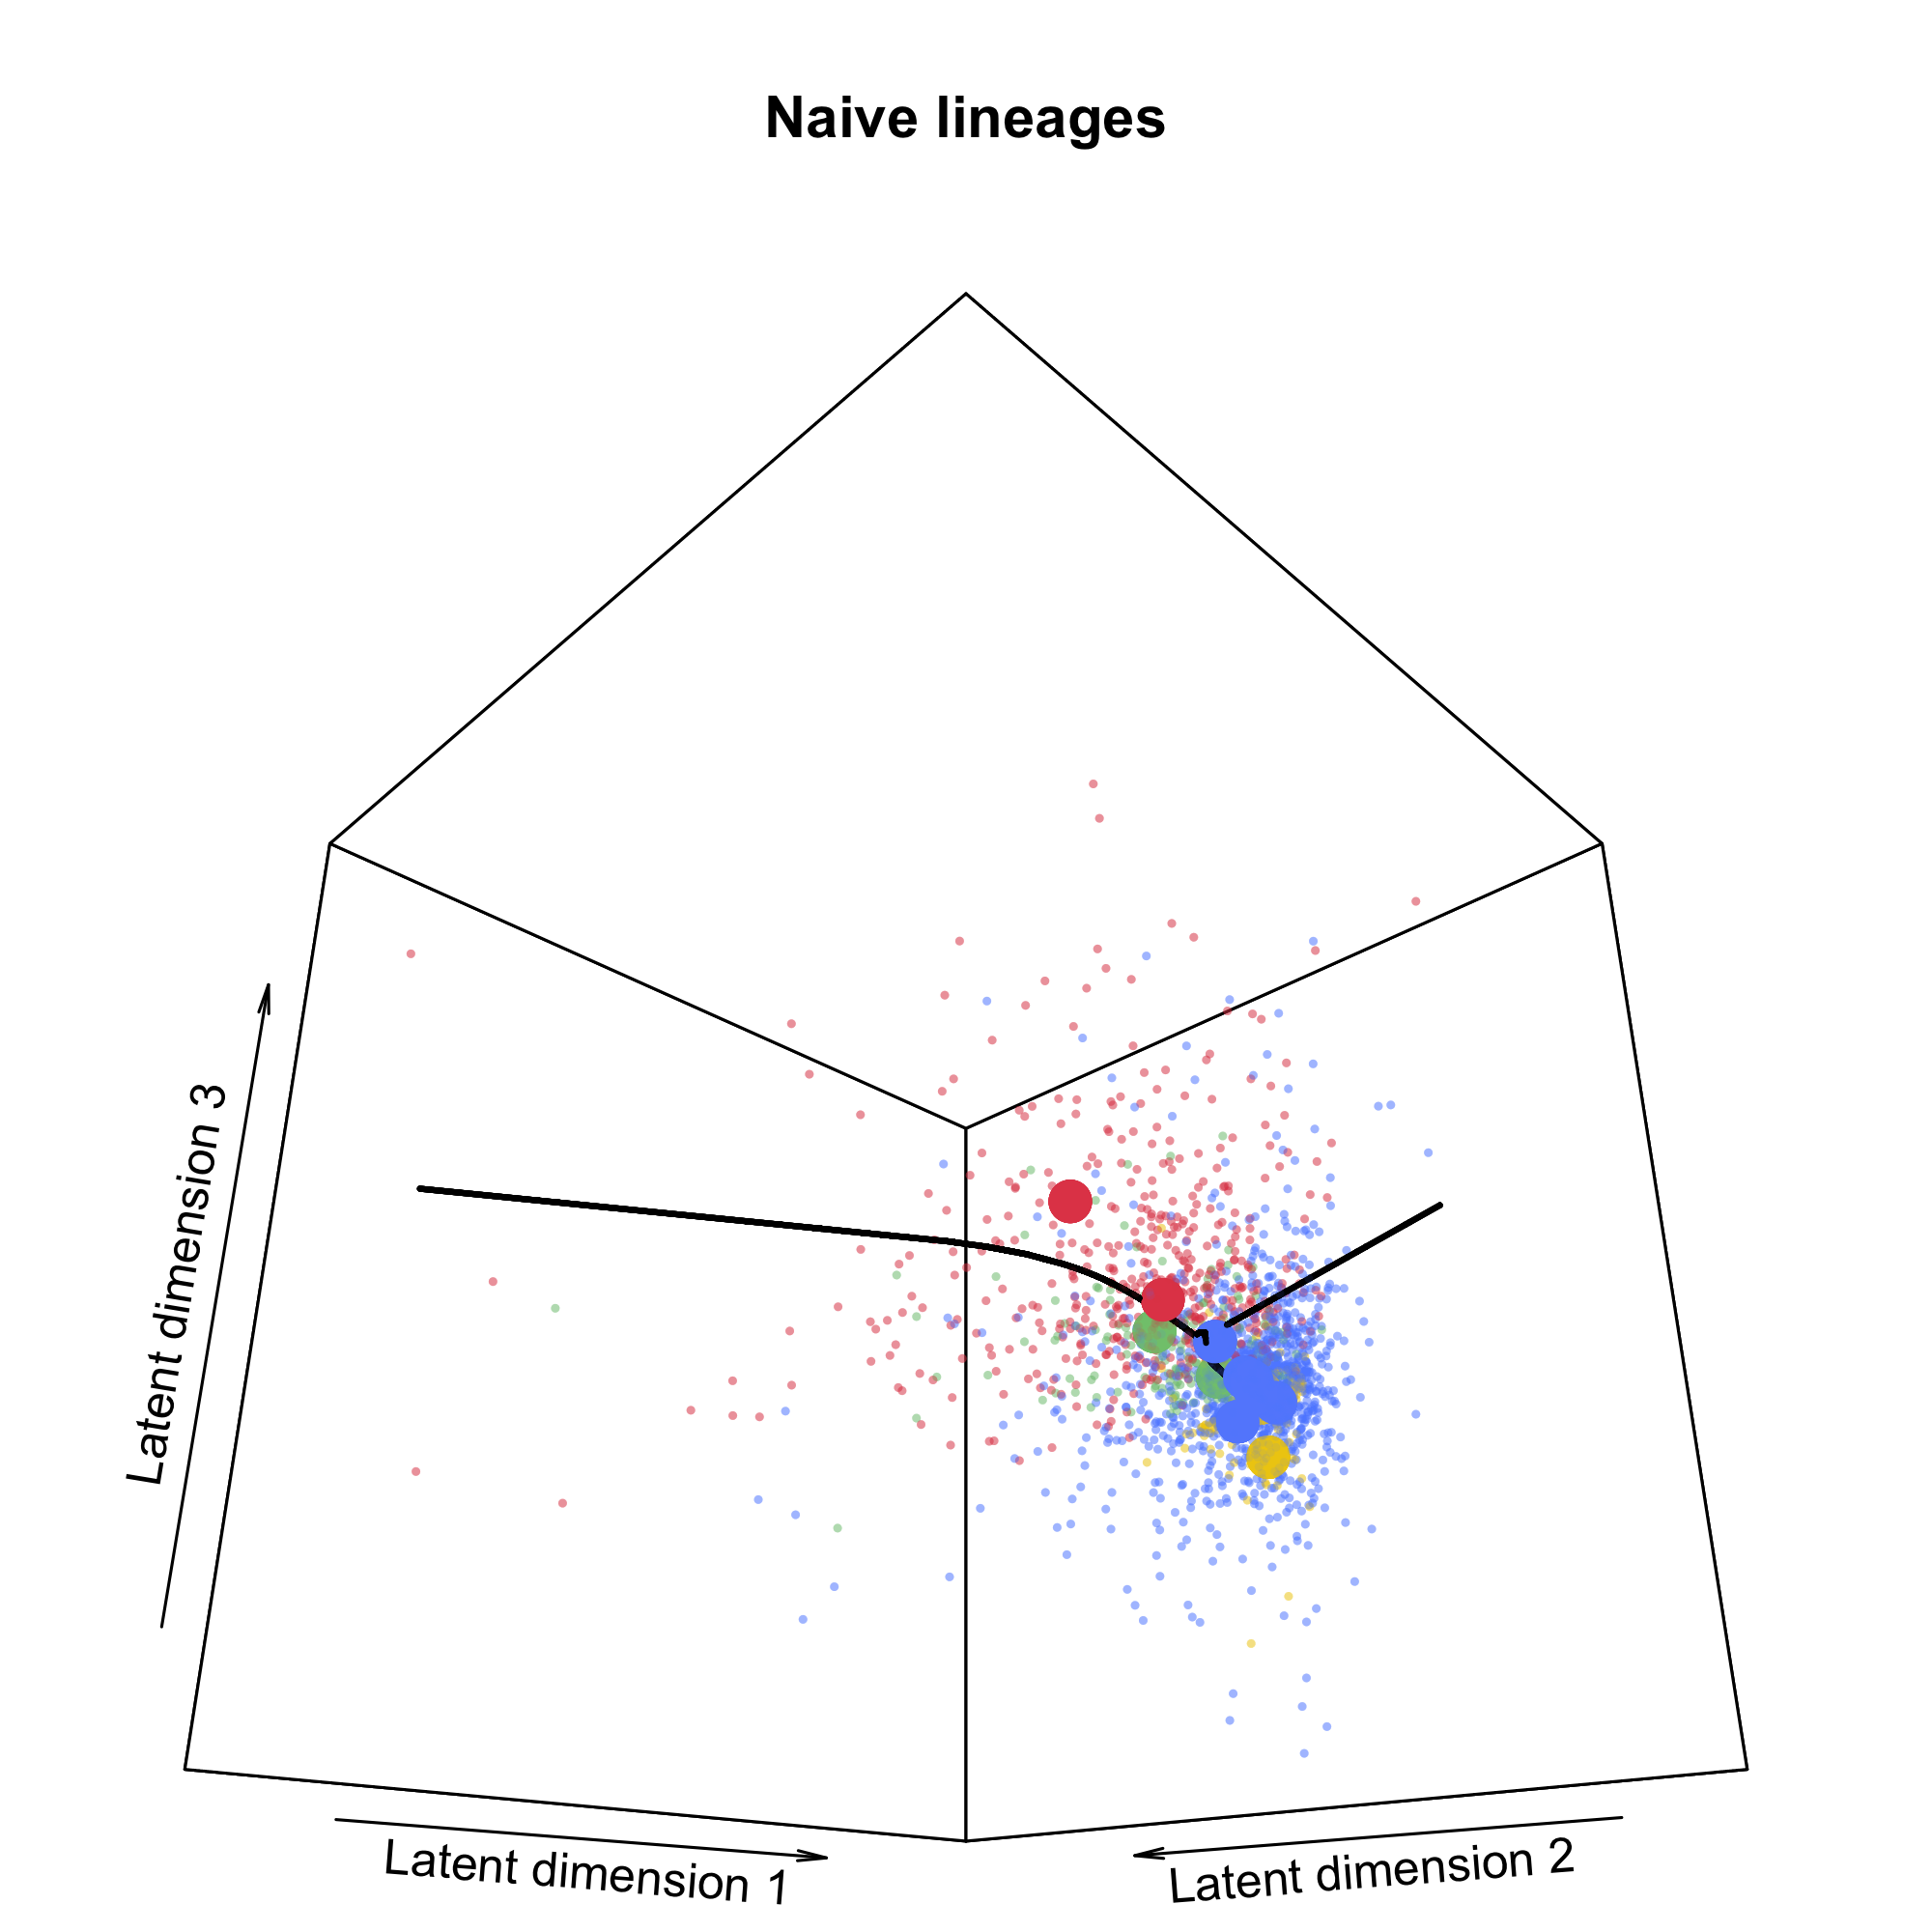 Naive lineages
Latent dimension 3
Latent dimension 1
Latent dimension 2